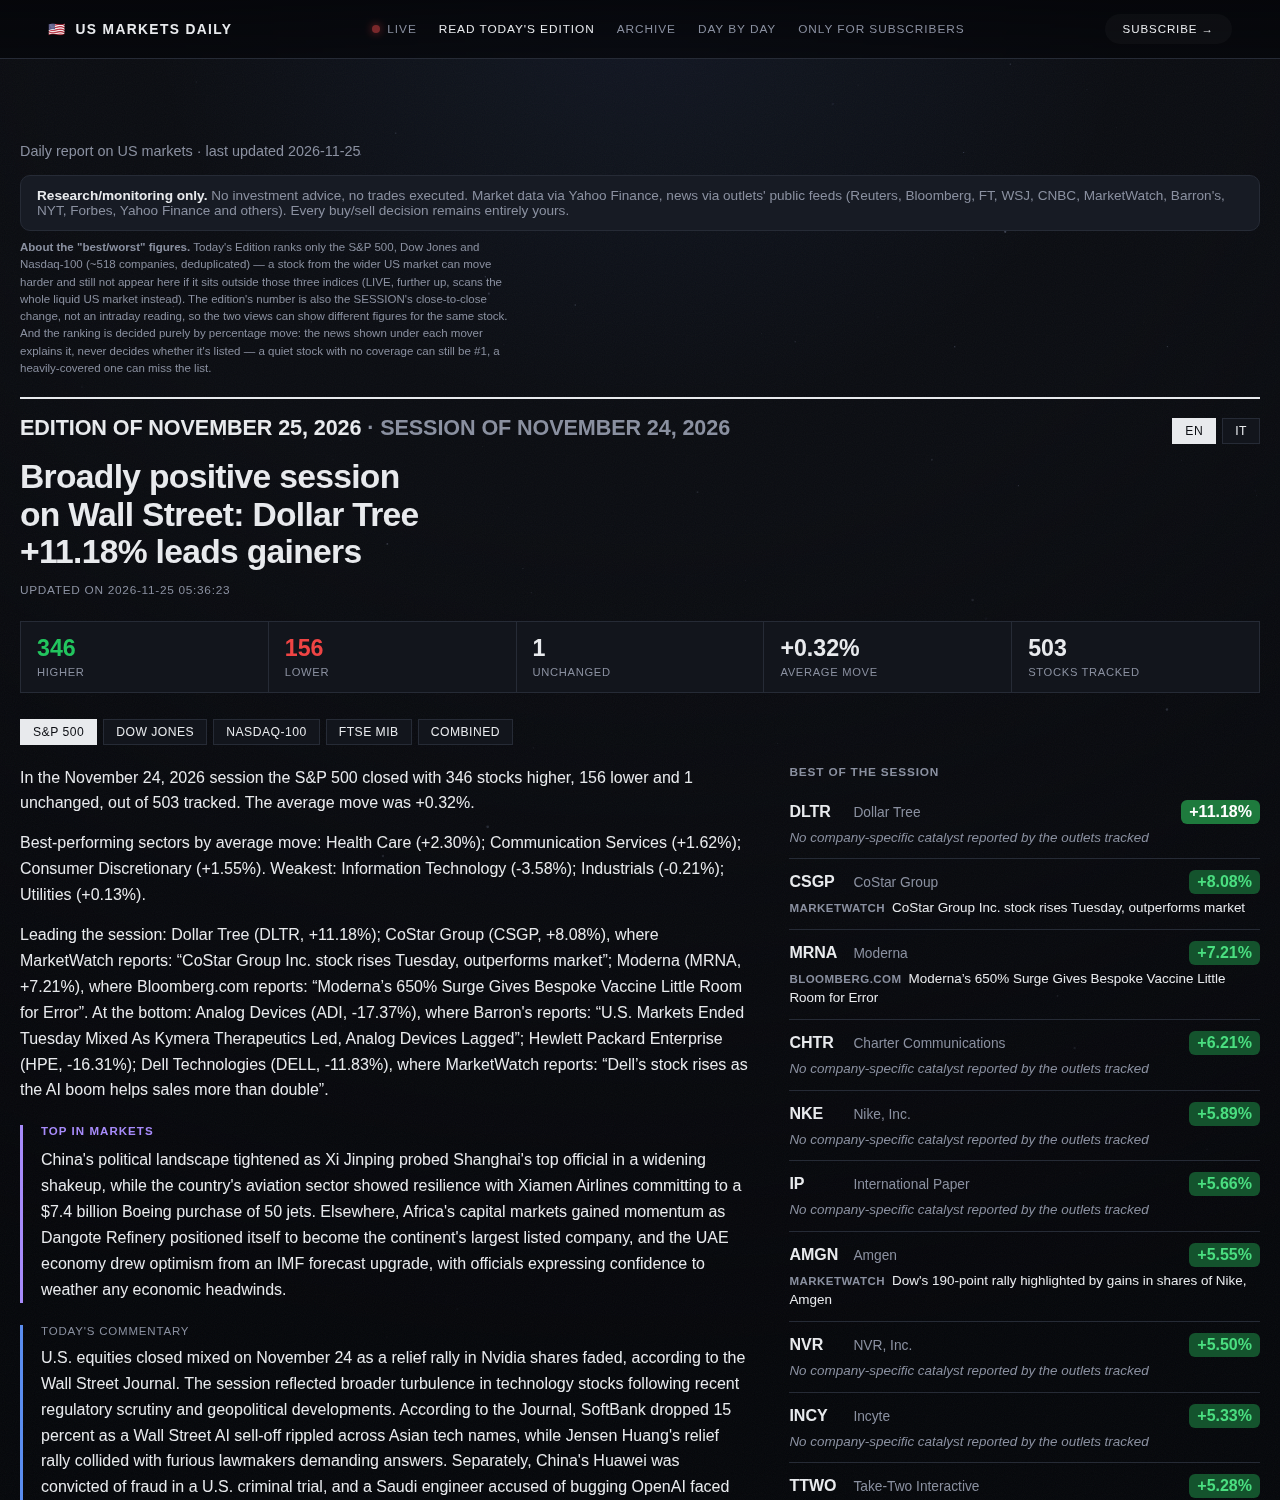 🇺🇸 US MARKETS DAILY
LIVE
READ TODAY'S EDITION
ARCHIVE
DAY BY DAY
ONLY FOR SUBSCRIBERS
SUBSCRIBE →
Daily report on US markets · last updated 2026-11-25
Research/monitoring only. No investment advice, no trades executed. Market data via Yahoo Finance, news via outlets' public feeds (Reuters, Bloomberg, FT, WSJ, CNBC, MarketWatch, Barron's,
NYT, Forbes, Yahoo Finance and others). Every buy/sell decision remains entirely yours.
About the "best/worst" figures. Today's Edition ranks only the S&P 500, Dow Jones and
Nasdaq-100 (~518 companies, deduplicated) — a stock from the wider US market can move
harder and still not appear here if it sits outside those three indices (LIVE, further up, scans the
whole liquid US market instead). The edition's number is also the SESSION's close-to-close
change, not an intraday reading, so the two views can show different figures for the same stock.
And the ranking is decided purely by percentage move: the news shown under each mover
explains it, never decides whether it's listed — a quiet stock with no coverage can still be #1, a
heavily-covered one can miss the list.
EDITION OF NOVEMBER 25, 2026 · SESSION OF NOVEMBER 24, 2026
EN
IT
Broadly positive session
on Wall Street: Dollar Tree
+11.18% leads gainers
UPDATED ON 2026-11-25 05:36:23
346
HIGHER
156
LOWER
1
UNCHANGED
+0.32%
AVERAGE MOVE
503
STOCKS TRACKED
S&P 500
DOW JONES
NASDAQ-100
FTSE MIB
COMBINED
In the November 24, 2026 session the S&P 500 closed with 346 stocks higher, 156 lower and 1
unchanged, out of 503 tracked. The average move was +0.32%.
Best-performing sectors by average move: Health Care (+2.30%); Communication Services (+1.62%);
Consumer Discretionary (+1.55%). Weakest: Information Technology (-3.58%); Industrials (-0.21%);
Utilities (+0.13%).
Leading the session: Dollar Tree (DLTR, +11.18%); CoStar Group (CSGP, +8.08%), where
MarketWatch reports: “CoStar Group Inc. stock rises Tuesday, outperforms market”; Moderna (MRNA,
+7.21%), where Bloomberg.com reports: “Moderna’s 650% Surge Gives Bespoke Vaccine Little Room
for Error”. At the bottom: Analog Devices (ADI, -17.37%), where Barron's reports: “U.S. Markets Ended
Tuesday Mixed As Kymera Therapeutics Led, Analog Devices Lagged”; Hewlett Packard Enterprise
(HPE, -16.31%); Dell Technologies (DELL, -11.83%), where MarketWatch reports: “Dell’s stock rises as
the AI boom helps sales more than double”.
TOP IN MARKETS
China's political landscape tightened as Xi Jinping probed Shanghai's top official in a widening
shakeup, while the country's aviation sector showed resilience with Xiamen Airlines committing to a
$7.4 billion Boeing purchase of 50 jets. Elsewhere, Africa's capital markets gained momentum as
Dangote Refinery positioned itself to become the continent's largest listed company, and the UAE
economy drew optimism from an IMF forecast upgrade, with officials expressing confidence to
weather any economic headwinds.
TODAY'S COMMENTARY
U.S. equities closed mixed on November 24 as a relief rally in Nvidia shares faded, according to the
Wall Street Journal. The session reflected broader turbulence in technology stocks following recent
regulatory scrutiny and geopolitical developments. According to the Journal, SoftBank dropped 15
percent as a Wall Street AI sell-off rippled across Asian tech names, while Jensen Huang's relief
rally collided with furious lawmakers demanding answers. Separately, China's Huawei was
convicted of fraud in a U.S. criminal trial, and a Saudi engineer accused of bugging OpenAI faced
BEST OF THE SESSION
DLTR Dollar Tree +11.18%
No company-specific catalyst reported by the outlets tracked
CSGP CoStar Group +8.08%
MARKETWATCH CoStar Group Inc. stock rises Tuesday, outperforms market
MRNA Moderna +7.21%
BLOOMBERG.COM Moderna’s 650% Surge Gives Bespoke Vaccine Little
Room for Error
CHTR Charter Communications +6.21%
No company-specific catalyst reported by the outlets tracked
NKE Nike, Inc. +5.89%
No company-specific catalyst reported by the outlets tracked
IP International Paper +5.66%
No company-specific catalyst reported by the outlets tracked
AMGN Amgen +5.55%
MARKETWATCH Dow's 190-point rally highlighted by gains in shares of Nike,
Amgen
NVR NVR, Inc. +5.50%
No company-specific catalyst reported by the outlets tracked
INCY Incyte +5.33%
No company-specific catalyst reported by the outlets tracked
TTWO Take-Two Interactive +5.28%